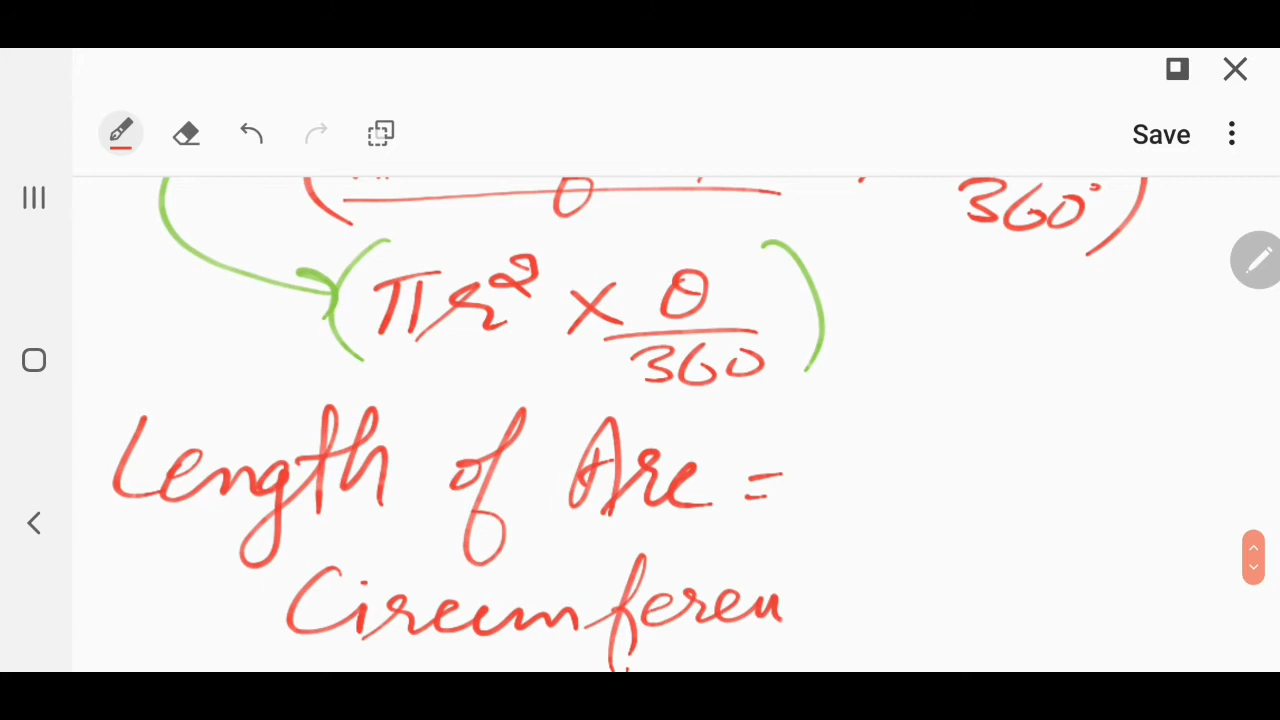 Save
θ
360°
(πr² × θ/360)
Length of Arc =
Circumferen